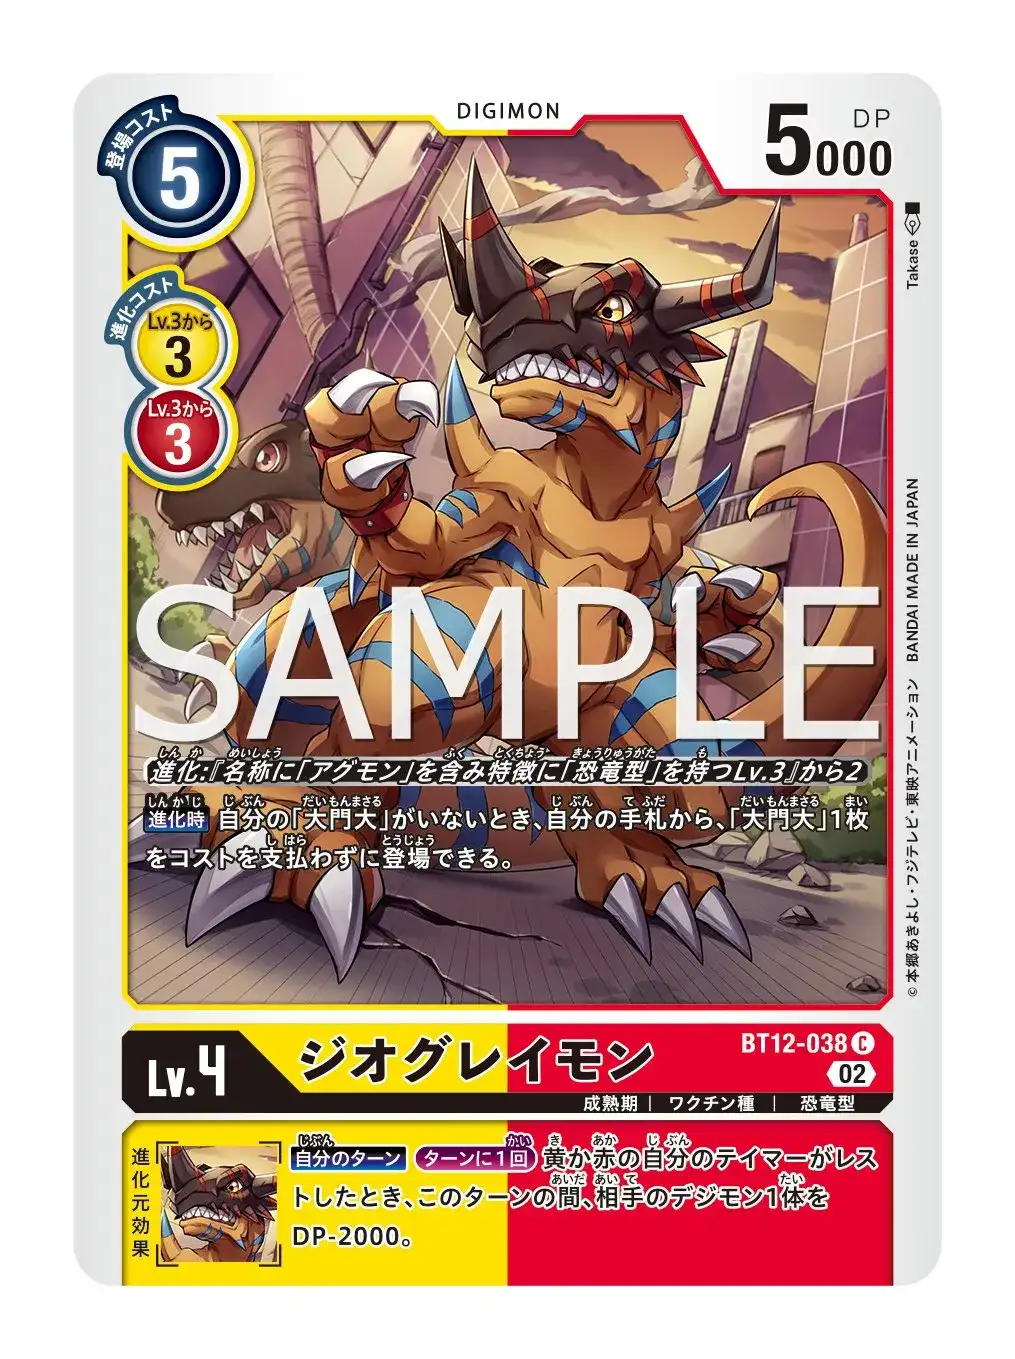 DIGIMON
登場コスト
5
5000
DP
進化コスト
Lv.3から
3
Lv.3から
3
Takase
BANDAI MADE IN JAPAN
©本郷あきよし・フジテレビ・東映アニメーション
SAMPLE
進化:『名称に「アグモン」を含み特徴に「恐竜型」を持つLv.3』から2
進化時 自分の「大門大」がいないとき、自分の手札から、「大門大」1枚
をコストを支払わずに登場できる。
Lv.4
ジオグレイモン
BT12-038 C
02
成熟期 | ワクチン種 | 恐竜型
進化元効果
自分のターン ターンに1回 黄か赤の自分のテイマーがレス
トしたとき、このターンの間、相手のデジモン1体を
DP-2000。